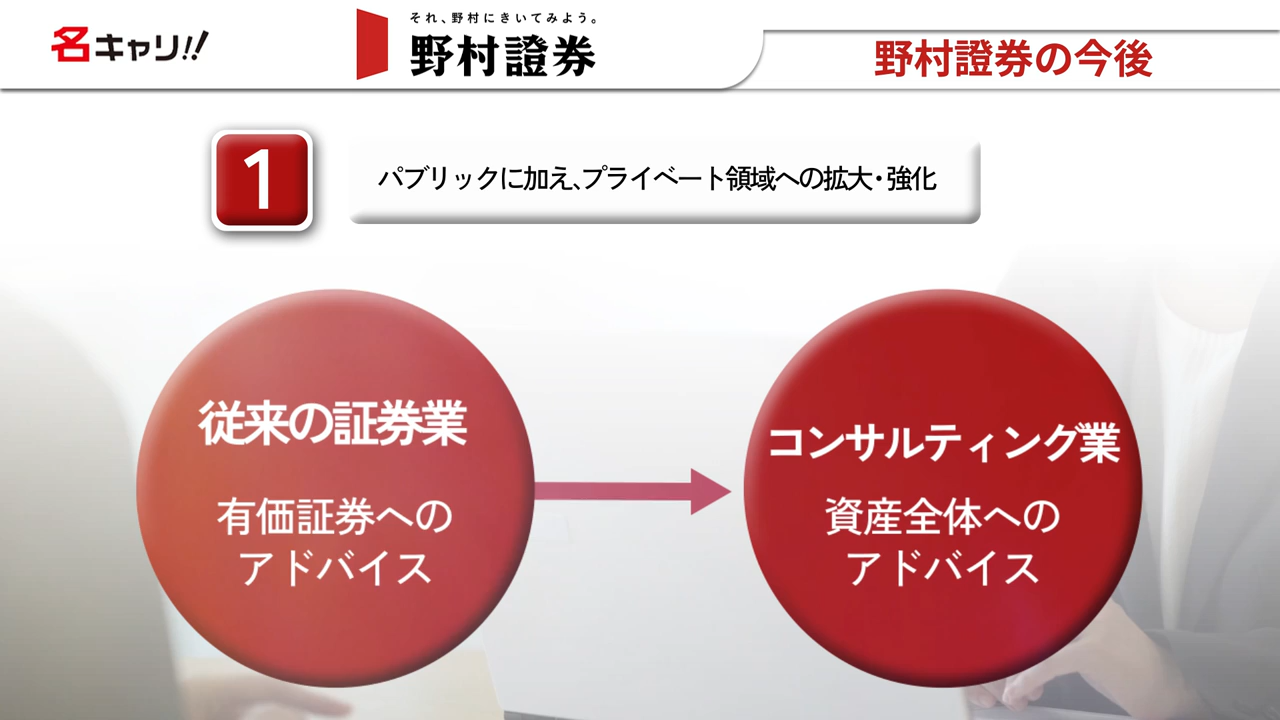 名キャリ!!
それ、野村にきいてみよう。
野村證券
野村證券の今後
1
パブリックに加え、プライベート領域への拡大・強化
従来の証券業
有価証券への
アドバイス
コンサルティング業
資産全体への
アドバイス